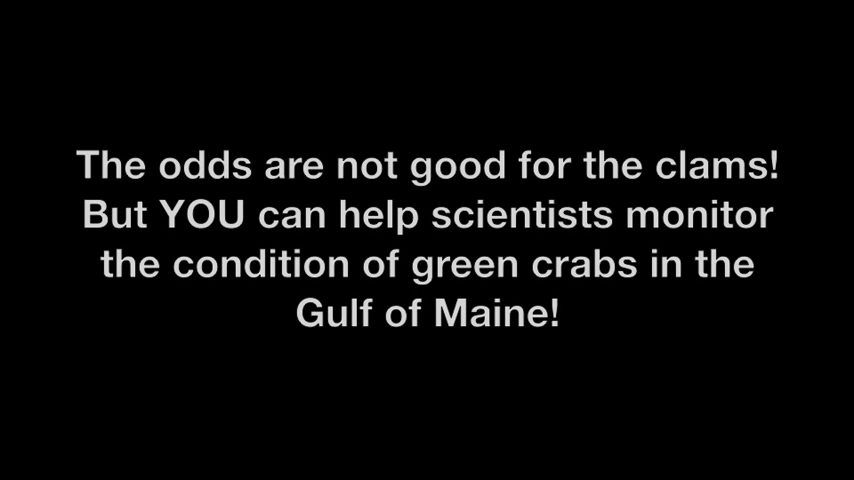 The odds are not good for the clams!
But YOU can help scientists monitor
the condition of green crabs in the
Gulf of Maine!